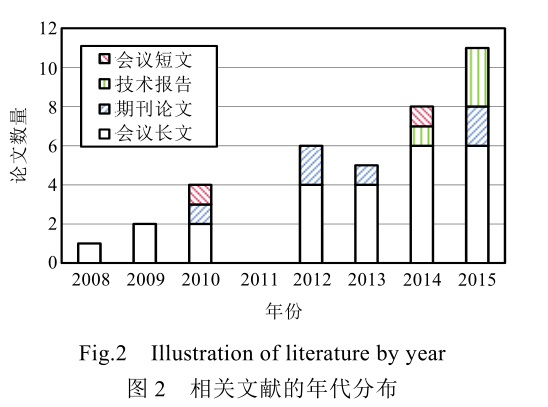 12
10
8
6
4
2
0
论文数量
会议短文
技术报告
期刊论文
会议长文
2008 2009 2010 2011 2012 2013 2014 2015
年份
Fig.2 Illustration of literature by year
图 2 相关文献的年代分布